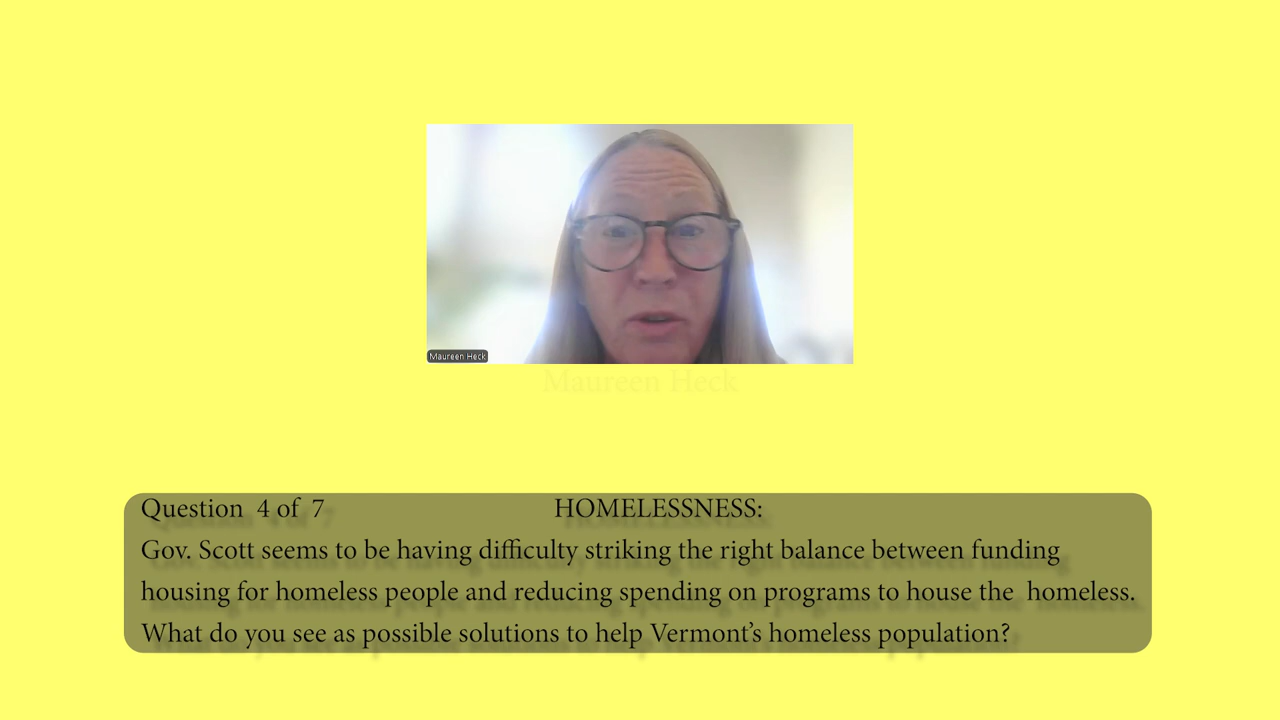 Maureen Heck
Maureen Heck
Question 4 of 7 HOMELESSNESS:
Gov. Scott seems to be having difficulty striking the right balance between funding
housing for homeless people and reducing spending on programs to house the homeless.
What do you see as possible solutions to help Vermont’s homeless population?